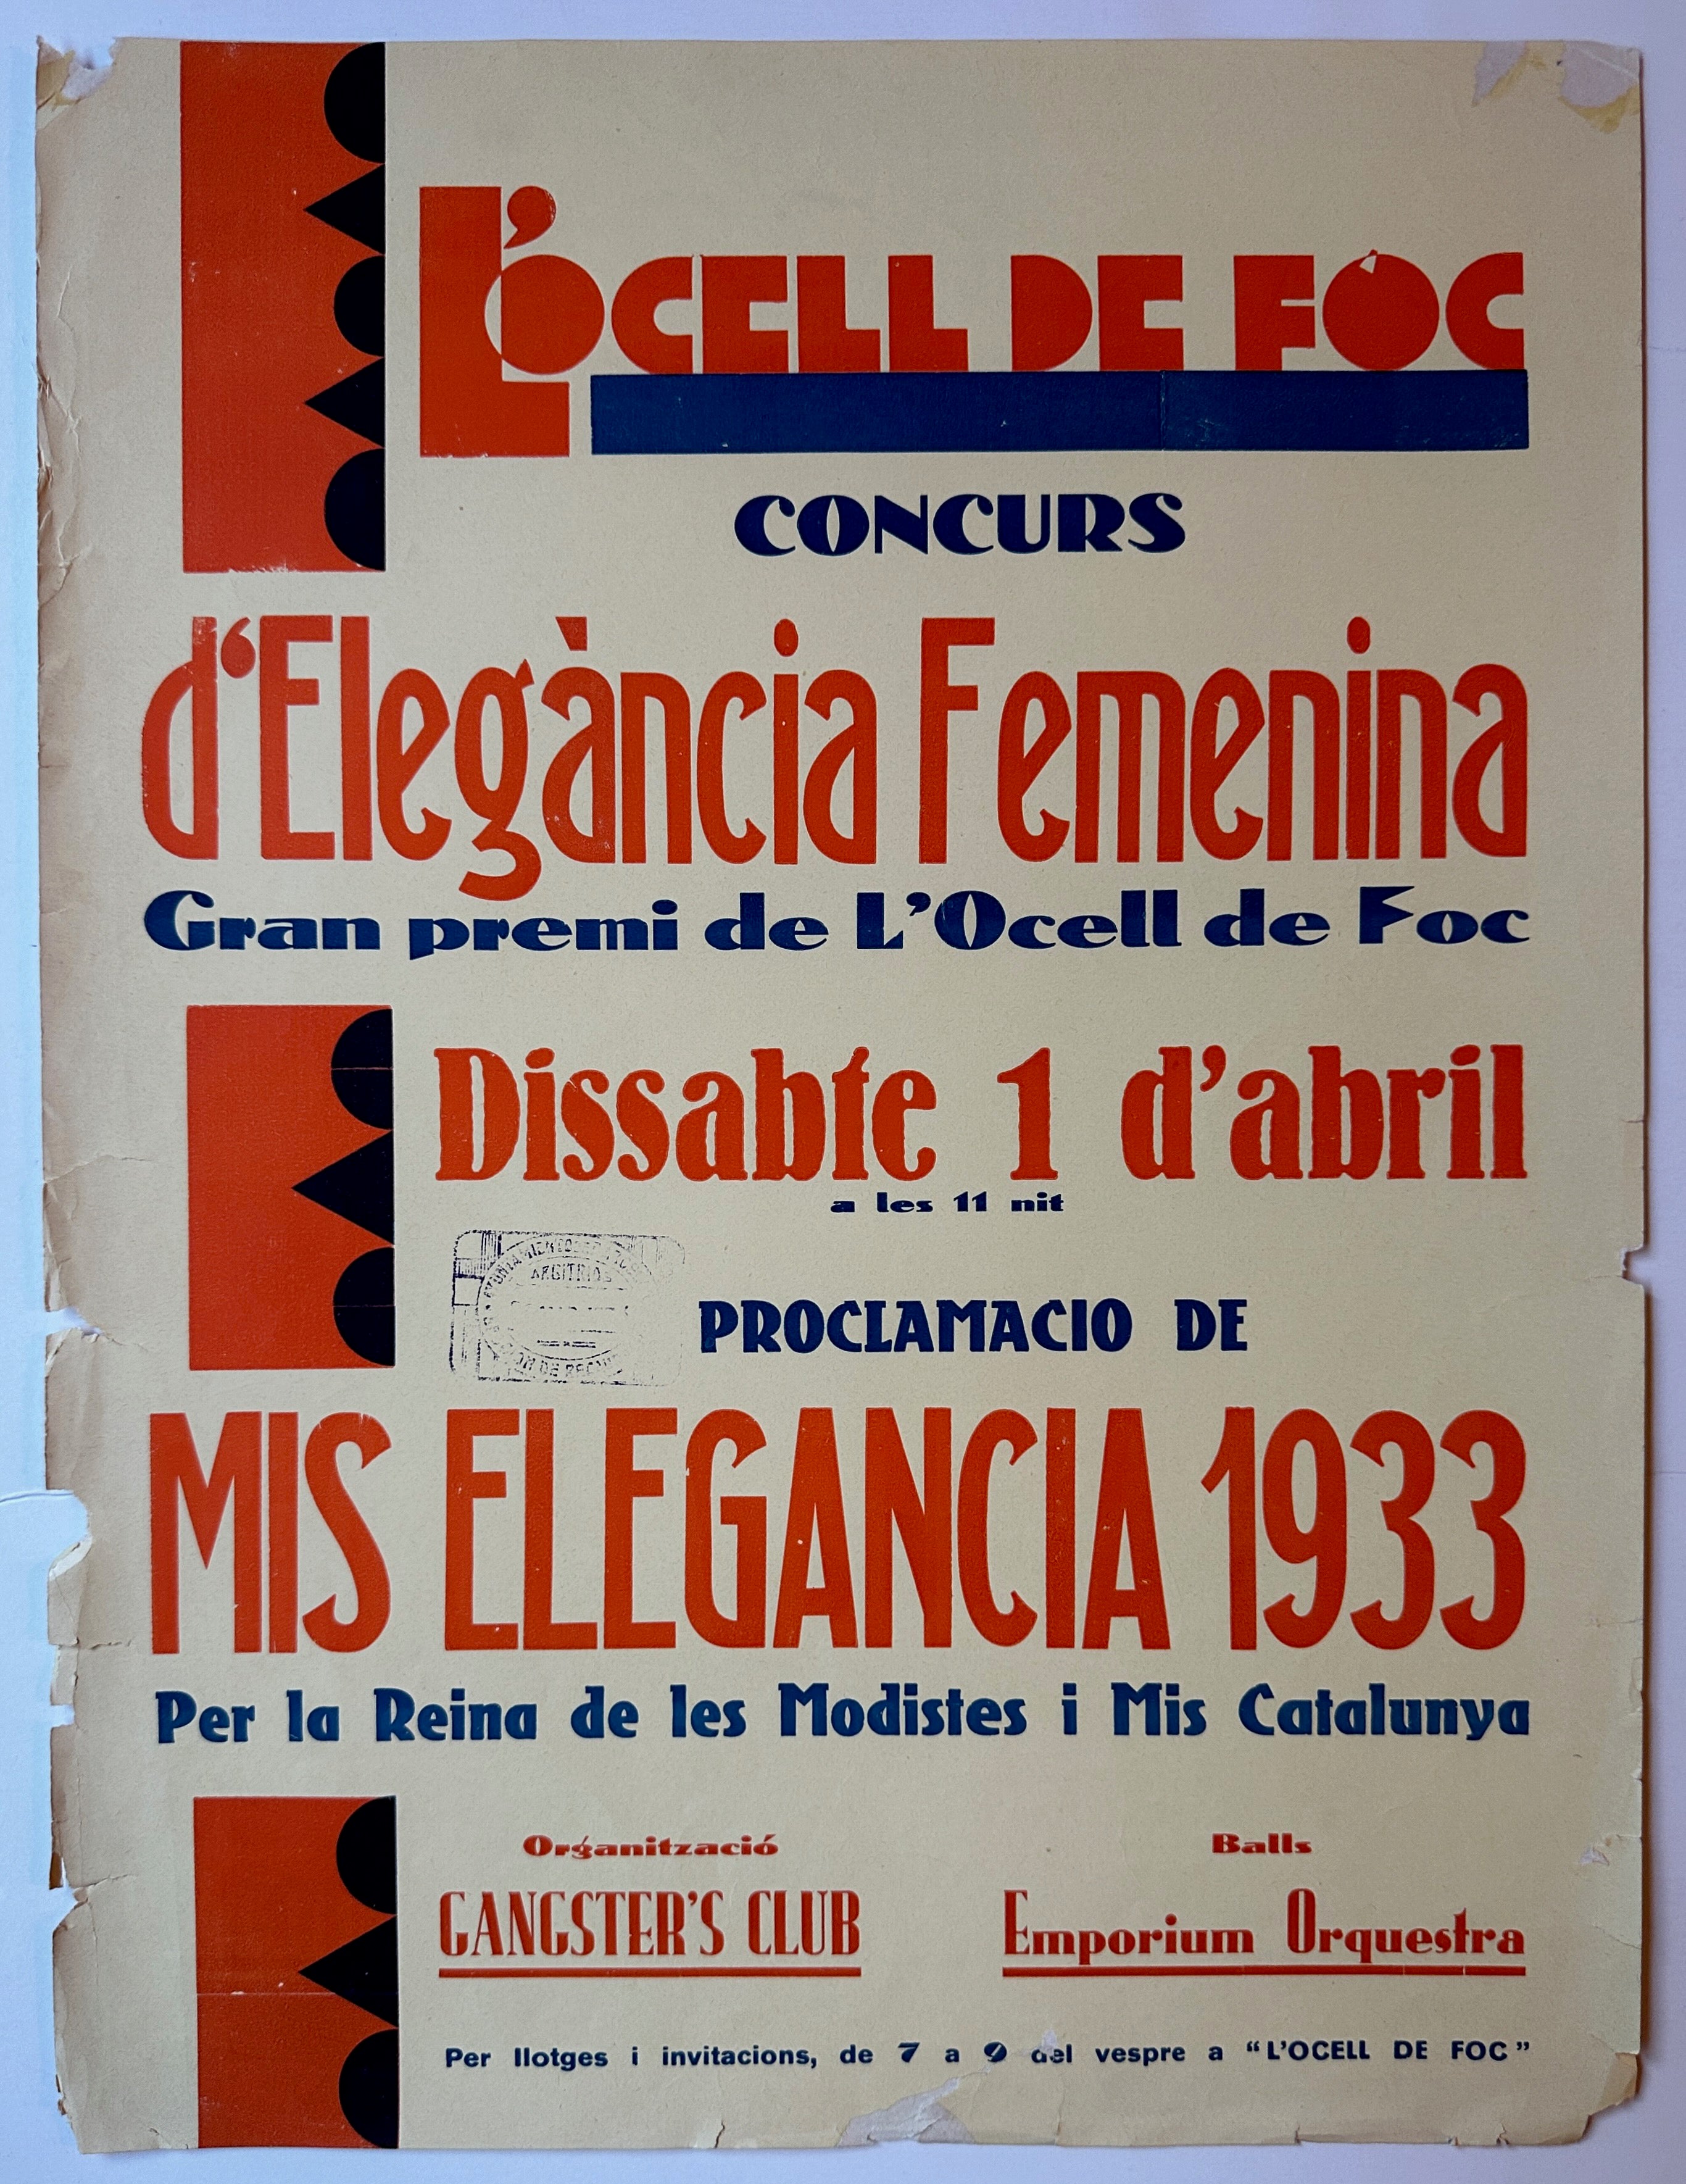 L'OCELL DE FOC
CONCURS
d'Elegància Femenina
Gran premi de L'Ocell de Foc
Dissabte 1 d'abril
a les 11 nit
ARBITRIOS
PROCLAMACIO DE
MIS ELEGANCIA 1933
Per la Reina de les Modistes i Mis Catalunya
Organització
GANGSTER'S CLUB
Balls
Emporium Orquestra
Per llotges i invitacions, de 7 a 9 del vespre a "L'OCELL DE FOC"